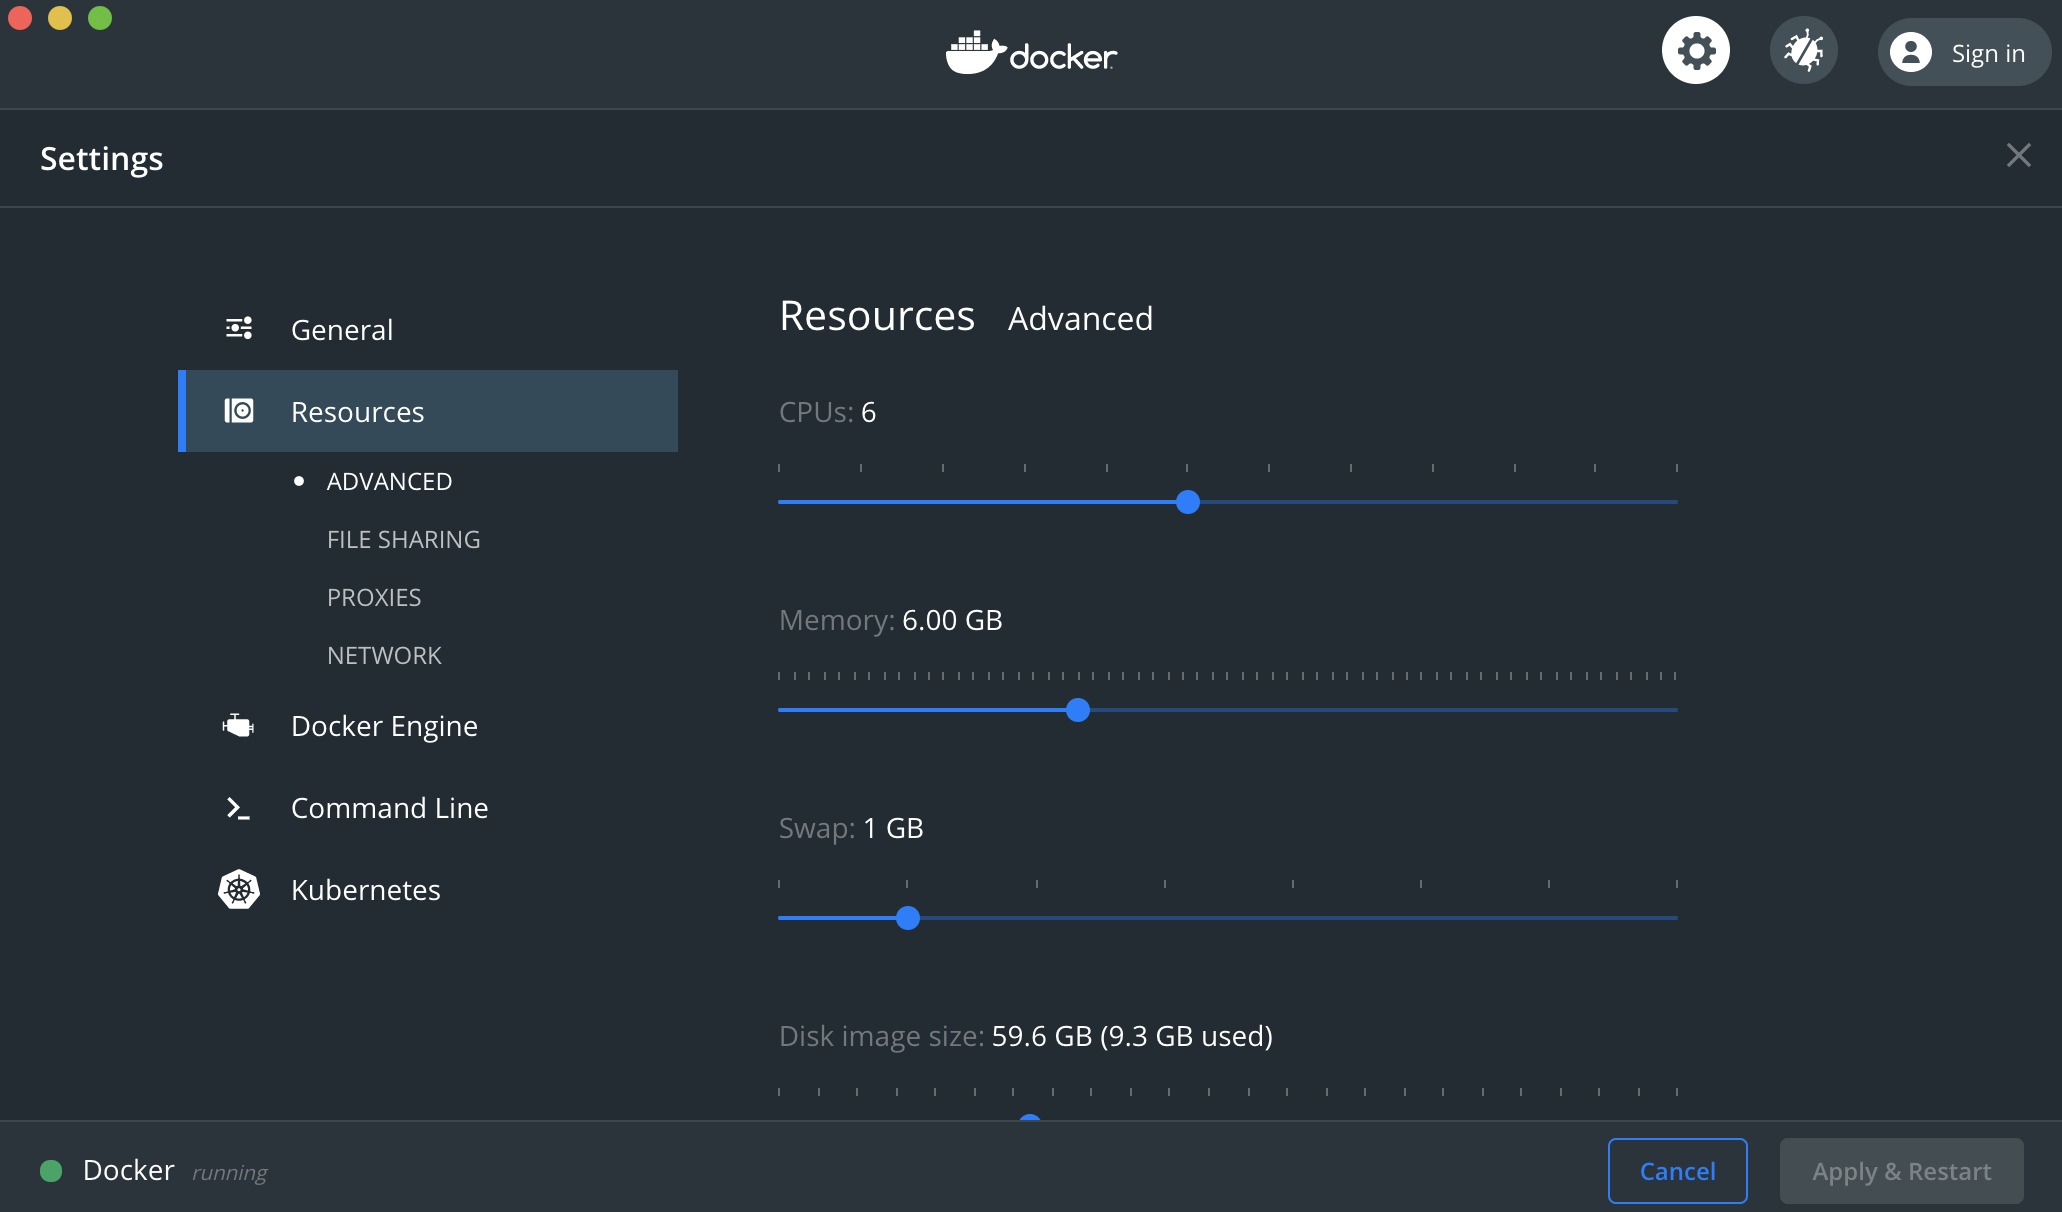 docker
Sign in
Settings
General
Resources
ADVANCED
FILE SHARING
PROXIES
NETWORK
Docker Engine
Command Line
Kubernetes
Resources Advanced
CPUs: 6
Memory: 6.00 GB
Swap: 1 GB
Disk image size: 59.6 GB (9.3 GB used)
Docker running
Cancel
Apply & Restart